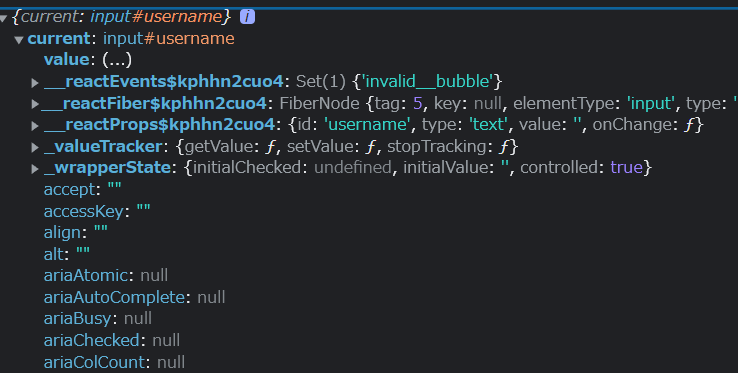 {current: input#username} i
current: input#username
value: (...)
__reactEvents$kphhn2cuo4: Set(1) {'invalid__bubble'}
__reactFiber$kphhn2cuo4: FiberNode {tag: 5, key: null, elementType: 'input', type: '
__reactProps$kphhn2cuo4: {id: 'username', type: 'text', value: '', onChange: ƒ}
_valueTracker: {getValue: ƒ, setValue: ƒ, stopTracking: ƒ}
_wrapperState: {initialChecked: undefined, initialValue: '', controlled: true}
accept: ""
accessKey: ""
align: ""
alt: ""
ariaAtomic: null
ariaAutoComplete: null
ariaBusy: null
ariaChecked: null
ariaColCount: null